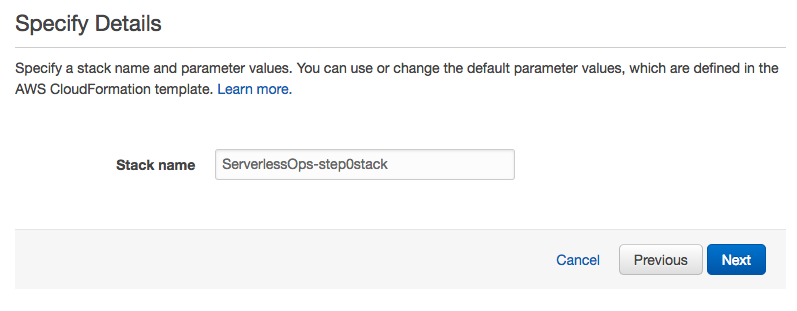 Specify Details
Specify a stack name and parameter values. You can use or change the default parameter values, which are defined in the
AWS CloudFormation template. Learn more.
Stack name ServerlessOps-step0stack
Cancel Previous Next